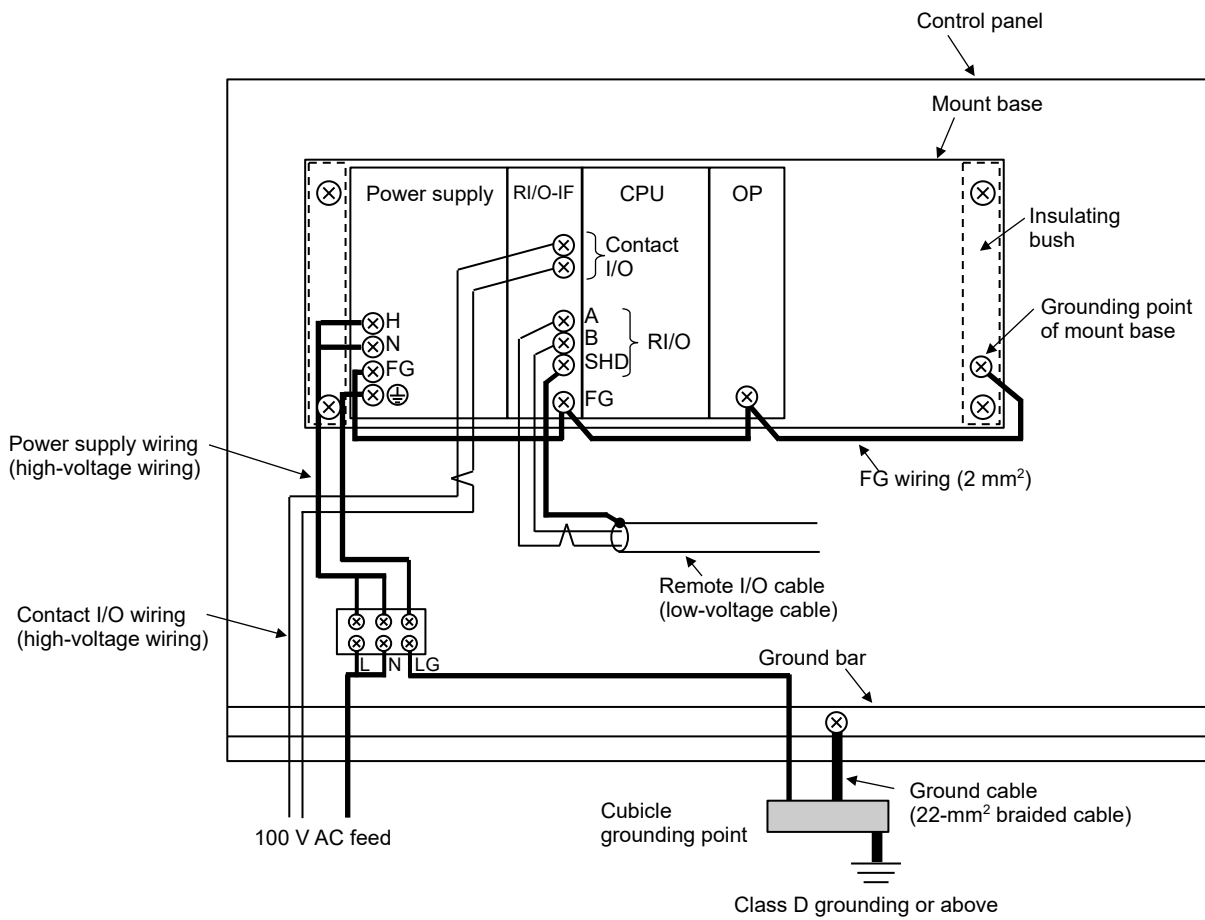 Control panel
Mount base
Power supply
RI/O-IF
CPU
OP
Contact
I/O
Insulating
bush
Grounding point
of mount base
H
N
FG
A
B
SHD
RI/O
FG
Power supply wiring
(high-voltage wiring)
FG wiring (2 mm²)
Remote I/O cable
(low-voltage cable)
Contact I/O wiring
(high-voltage wiring)
L
N
LG
Ground bar
Ground cable
(22-mm² braided cable)
Cubicle
grounding point
100 V AC feed
Class D grounding or above